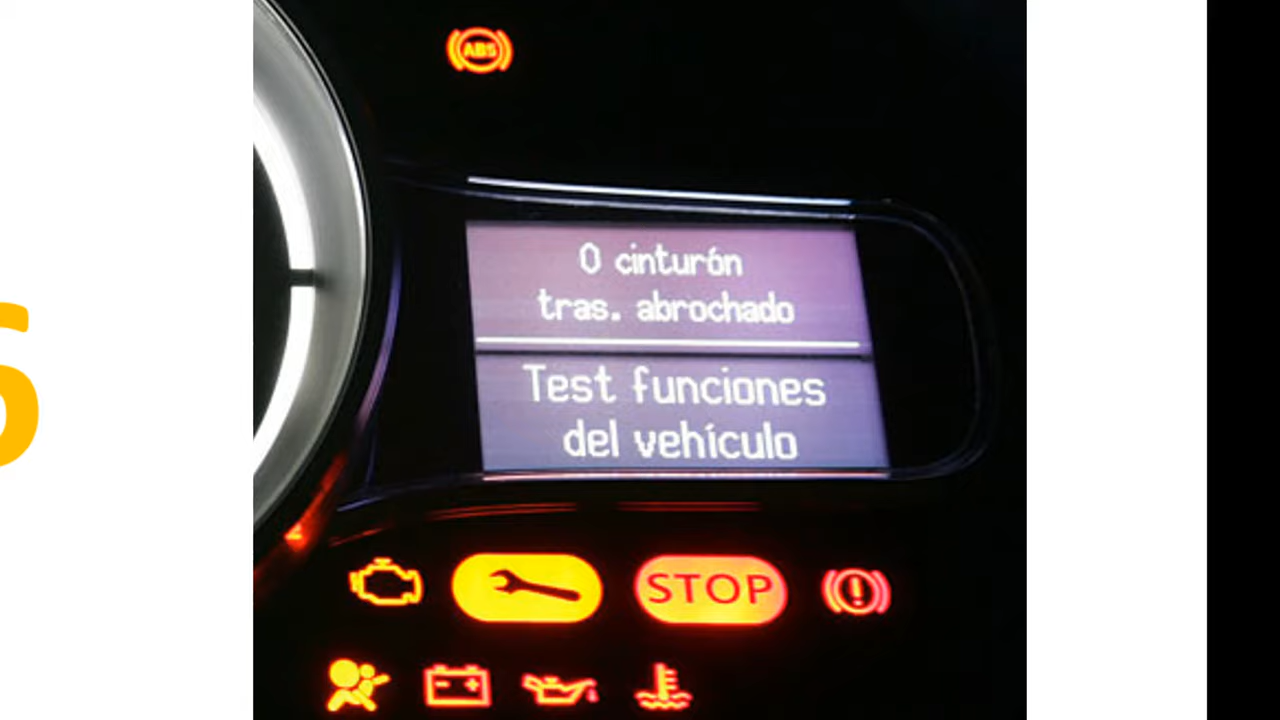 ABS
0 cinturón
tras. abrochado
Test funciones
del vehículo
STOP